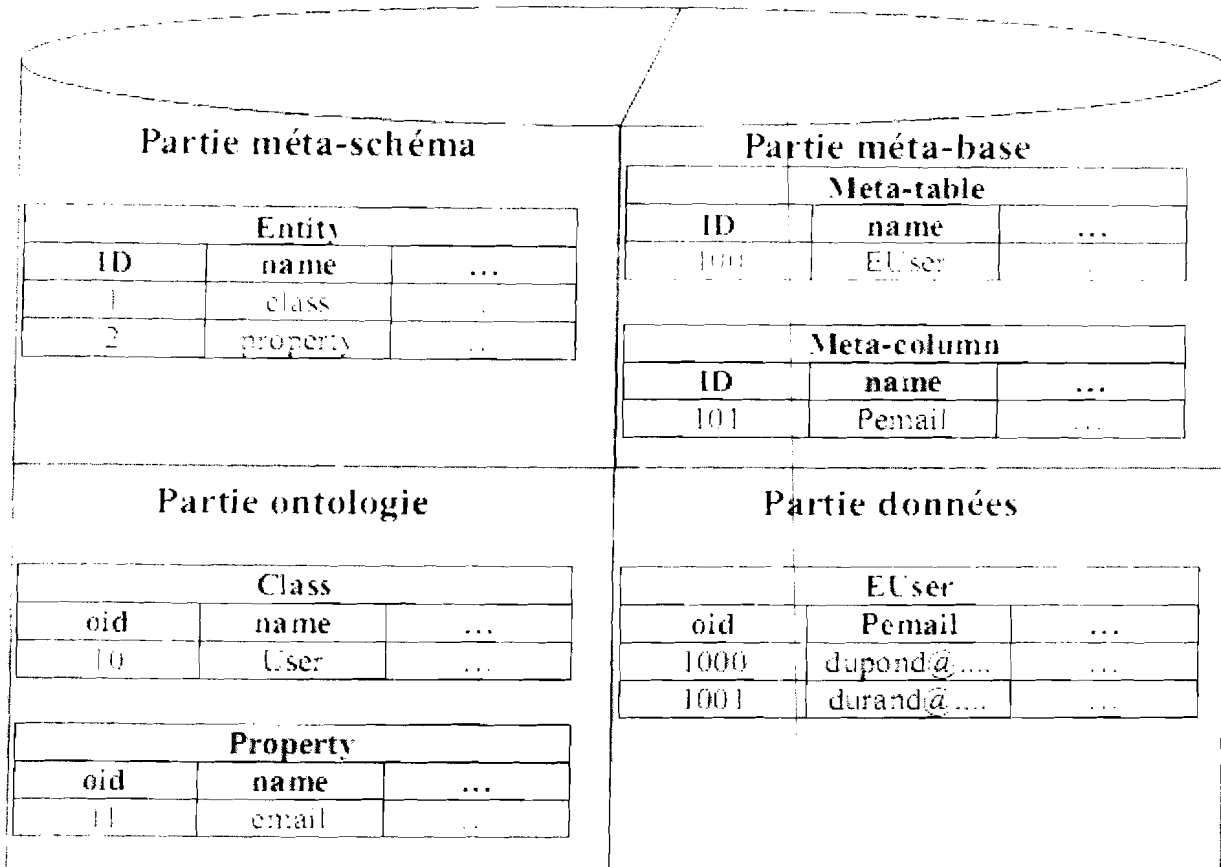 Partie méta-schéma
Entity
ID name ...
1 class ...
2 property ...
Partie méta-base
Meta-table
ID name ...
100 EUser ...
Meta-column
ID name ...
101 Pemail ...
Partie ontologie
Class
oid name ...
10 User ...
Property
oid name ...
11 email ...
Partie données
EUser
oid Pemail ...
1000 dupond@.... ...
1001 durand@.... ...